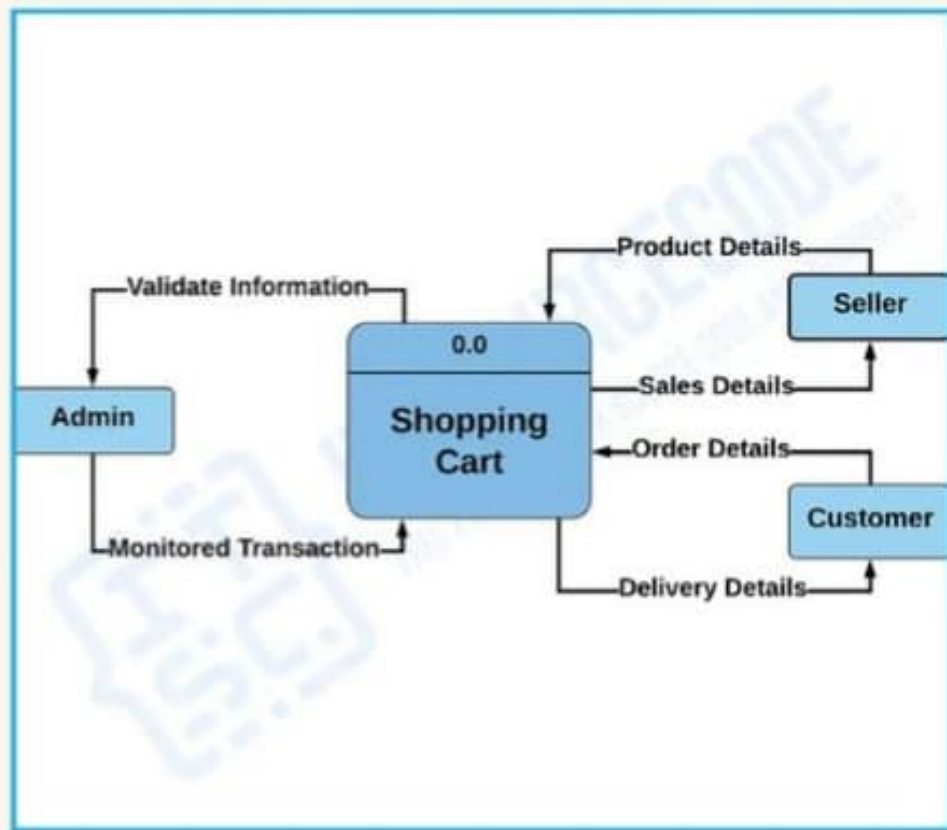 Product Details
Validate Information
Seller
0.0
Sales Details
Admin
Shopping
Cart
Order Details
Customer
Monitored Transaction
Delivery Details